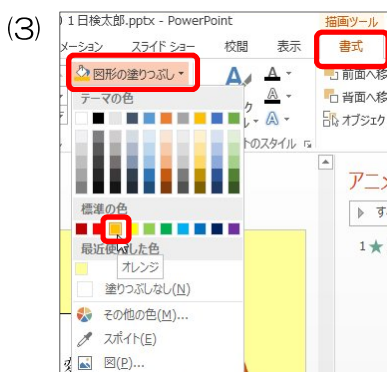 (3)
1日検太郎.pptx - PowerPoint
描画ツール
メーション スライド ショー 校閲 表示 書式
図形の塗りつぶし
前面へ移
背面へ移
オブジェク
テーマの色
トのスタイル
アニメ
標準の色
最近使用した色
オレンジ
1
塗りつぶしなし(N)
その他の色(M)...
スポイト(E)
図(P)...